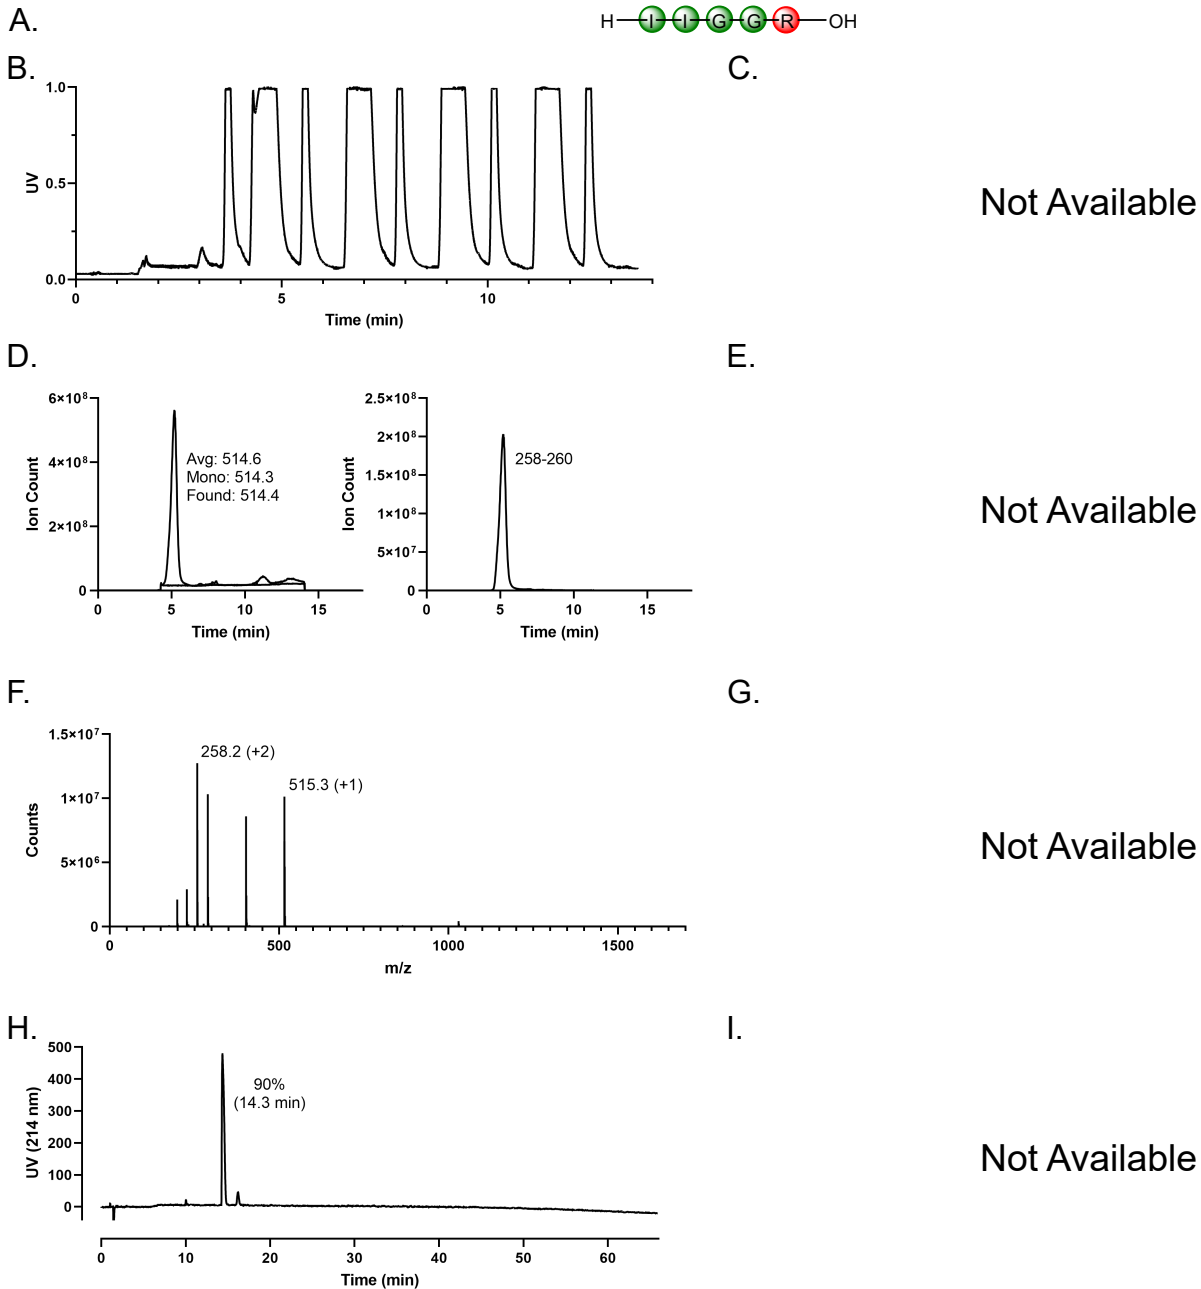 A.
H I I G G R OH
B.
1.0
0.5
0.0
UV
0 5 10
Time (min)
C.
Not Available
D.
6×10⁸
4×10⁸
2×10⁸
0
Ion Count
Avg: 514.6
Mono: 514.3
Found: 514.4
0 5 10 15
Time (min)
2.5×10⁸
2×10⁸
1.5×10⁸
1×10⁸
5×10⁷
0
Ion Count
258-260
0 5 10 15
Time (min)
E.
Not Available
F.
1.5×10⁷
1×10⁷
5×10⁶
0
Counts
258.2 (+2)
515.3 (+1)
0 500 1000 1500
m/z
G.
Not Available
H.
500
400
300
200
100
0
UV (214 nm)
90%
(14.3 min)
0 10 20 30 40 50 60
Time (min)
I.
Not Available